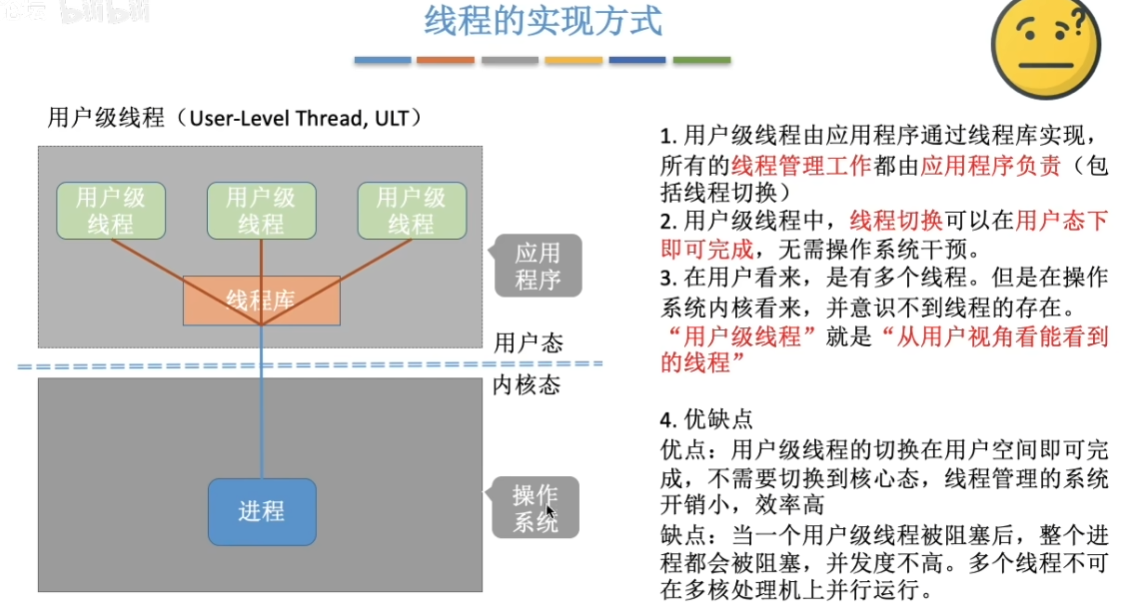 bilibili
线程的实现方式
?
用户级线程（User-Level Thread, ULT）
用户级
线程
用户级
线程
用户级
线程
线程库
应用
程序
用户态
内核态
进程
操作
系统
1. 用户级线程由应用程序通过线程库实现，
所有的线程管理工作都由应用程序负责（包
括线程切换）
2. 用户级线程中，线程切换可以在用户态下
即可完成，无需操作系统干预。
3. 在用户看来，是有多个线程。但是在操作
系统内核看来，并意识不到线程的存在。
“用户级线程”就是“从用户视角看能看到
的线程”
4. 优缺点
优点：用户级线程的切换在用户空间即可完
成，不需要切换到核心态，线程管理的系统
开销小，效率高
缺点：当一个用户级线程被阻塞后，整个进
程都会被阻塞，并发度不高。多个线程不可
在多核处理机上并行运行。